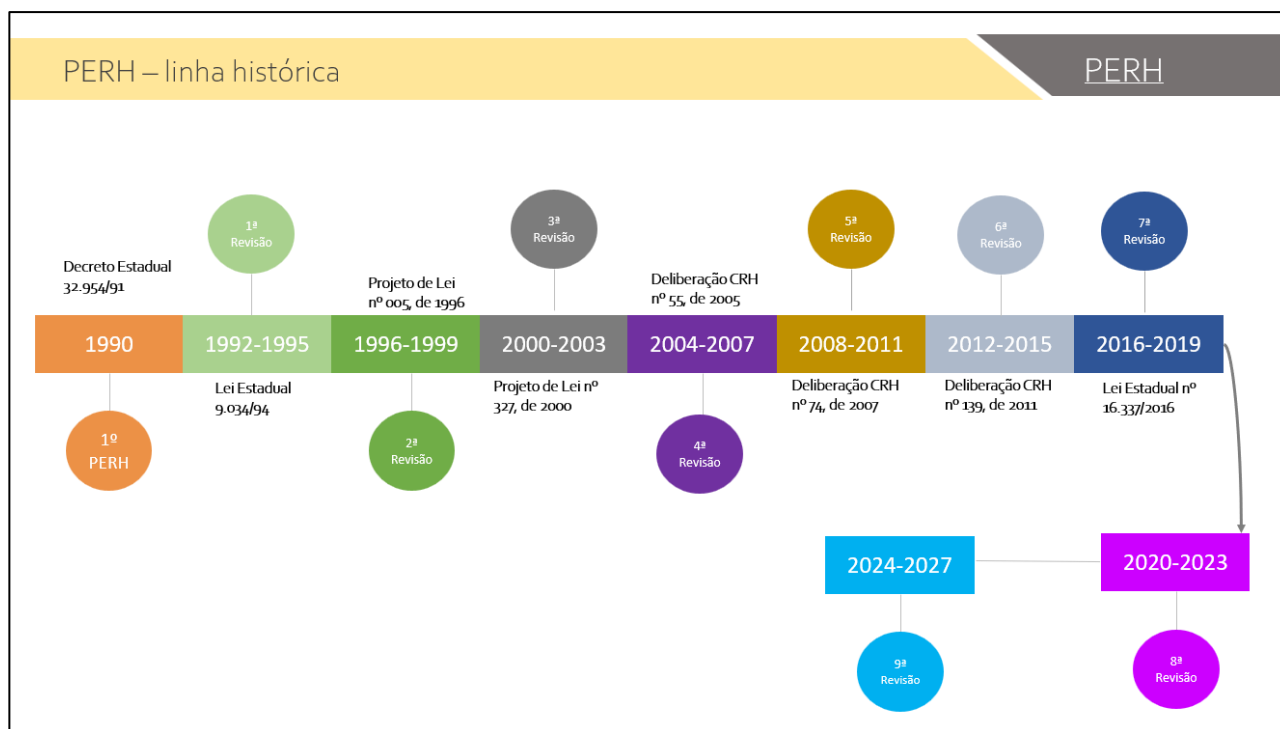 PERH – linha histórica
PERH
1ª
Revisão
3ª
Revisão
5ª
Revisão
6ª
Revisão
7ª
Revisão
Decreto Estadual
32.954/91
Projeto de Lei
nº 005, de 1996
Deliberação CRH
nº 55, de 2005
1990
1992-1995
1996-1999
2000-2003
2004-2007
2008-2011
2012-2015
2016-2019
Lei Estadual
9.034/94
Projeto de Lei nº
327, de 2000
Deliberação CRH
nº 74, de 2007
Deliberação CRH
nº 139, de 2011
Lei Estadual nº
16.337/2016
1º
PERH
2ª
Revisão
4ª
Revisão
2024-2027
2020-2023
9ª
Revisão
8ª
Revisão